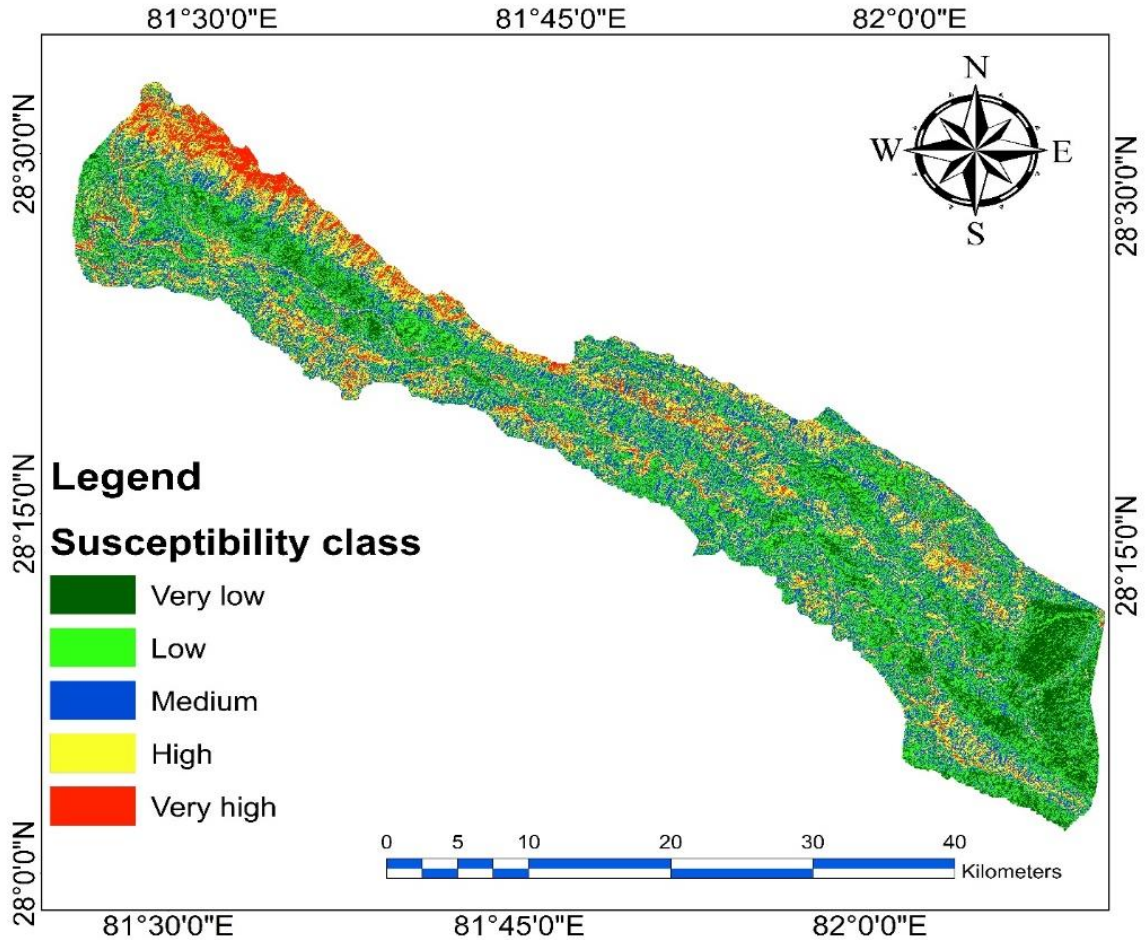 81°30'0"E 81°45'0"E 82°0'0"E
N
W E
S
28°30'0"N
28°30'0"N
28°15'0"N
28°15'0"N
28°0'0"N
Legend
Susceptibility class
Very low
Low
Medium
High
Very high
0 5 10 20 30 40
Kilometers
81°30'0"E 81°45'0"E 82°0'0"E